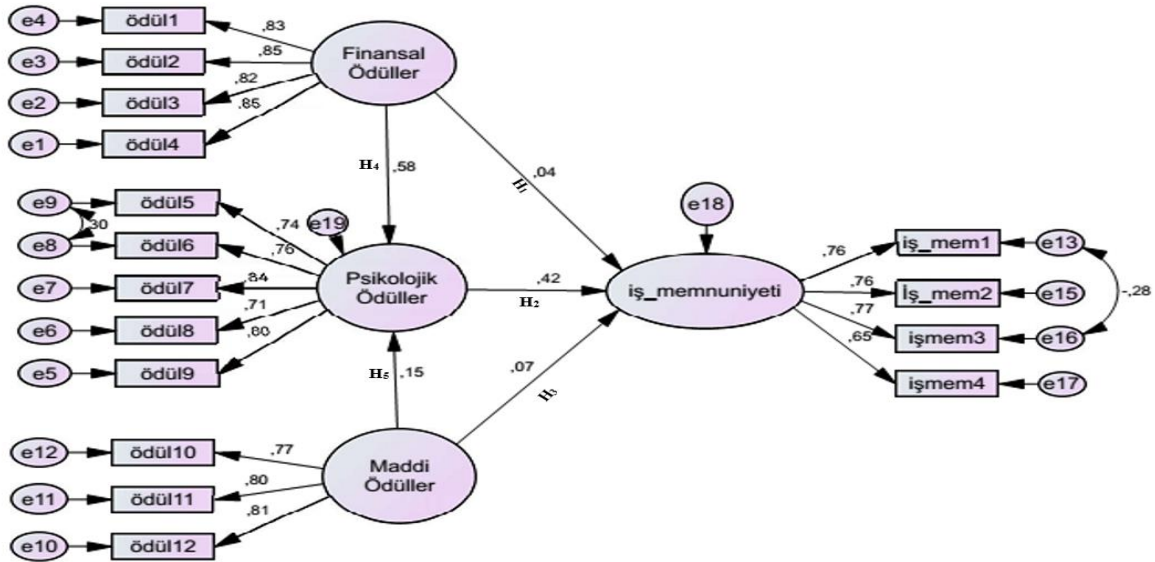 e4
ödül1
,83
e3
ödül2
,85
e2
ödül3
,82
e1
ödül4
,85
Finansal
Ödüller
H₄
,58
H₁
,04
e9
ödül5
,74
e19
,30
e8
ödül6
,76
e7
ödül7
,84
e6
ödül8
,71
e5
ödül9
,80
Psikolojik
Ödüller
,42
H₂
e18
iş_memnuniyeti
,76
iş_mem1
e13
,76
İş_mem2
e15
-,28
,77
işmem3
e16
,65
işmem4
e17
H₅
,15
,07
H₃
e12
ödül10
,77
e11
ödül11
,80
e10
ödül12
,81
Maddi
Ödüller